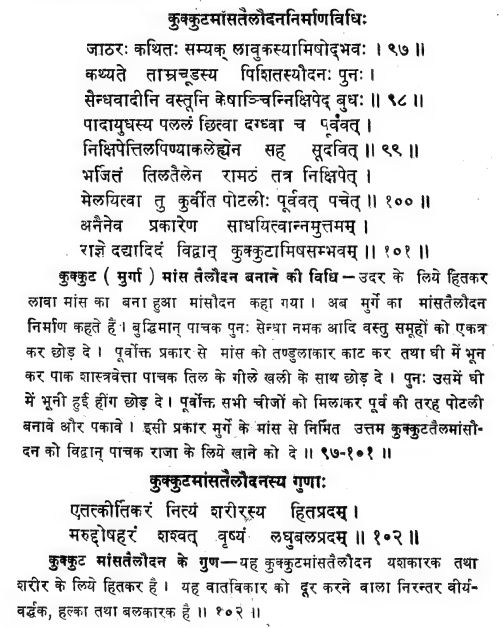 कुक्कुटमांसतैलौदननिर्माणविधिः
जाठरः कथितः सम्यक् लावुकस्यामिषोद्भवः । ९७ ॥
कथ्यते ताम्रचूडस्य पिशितस्यौदनः पुनः ।
सैन्धवादीनि वस्तूनि केषाञ्चिन्निक्षिपेद् बुधः ॥ ९८ ॥
पादायुधस्य पललं छित्वा दग्ध्वा च पूर्ववत् ।
निक्षिपेत्तिलपिण्याकलेह्येन सह सूदवित् ॥ ९९ ॥
भर्जितं तिलतैलेन रामठं तत्र निक्षिपेत् ।
मेलयित्वा तु कुर्वीत पोटलीः पूर्ववत् पचेत् ॥ १०० ॥
अनैनेव प्रकारेण साधयित्वान्नमुत्तमम् ।
राज्ञे दद्यादिदं विद्वान् कुक्कुटामिषसम्भवम् ॥ १०१ ॥
कुक्कुट ( मुर्गा ) मांस तैलौदन बनाने की विधि – उदर के लिये हितकर
लावा मांस का बना हुआ मांसौदन कहा गया । अब मुर्गे का मांसतैलौदन
निर्माण कहते हैं । बुद्धिमान् पाचक पुनः सेन्धा नमक आदि वस्तु समूहों को एकत्र
कर छोड़ दे । पूर्वोक्त प्रकार से मांस को तण्डुलाकार काट कर तथा घी में भून
कर पाक शास्त्रवेत्ता पाचक तिल के गीले खली के साथ छोड़ दे । पुनः उसमें घी
में भूनी हुई हींग छोड़ दे । पूर्वोक्त सभी चीजों को मिलाकर पूर्व की तरह पोटली
बनावे और पकावे । इसी प्रकार मुर्गे के मांस से निर्मित उत्तम कुक्कुटतैलमांसौ-
दन को विद्वान् पाचक राजा के लिये खाने को दे ॥ ९७-१०१ ॥
कुक्कुटमांसतैलौदनस्य गुणाः
एतत्कीर्तिकरं नित्यं शरीरस्य हितप्रदम् ।
मरुद्दोषहरं शश्वत् वृष्यं लघुबलप्रदम् ॥ १०२ ॥
कुक्कुट मांसतैलौदन के गुण—यह कुक्कुटमांसतैलौदन यशकारक तथा
शरीर के लिये हितकर है । यह वातविकार को दूर करने वाला निरन्तर वीर्य-
वर्द्धक, हल्का तथा बलकारक है ॥ १०२ ॥